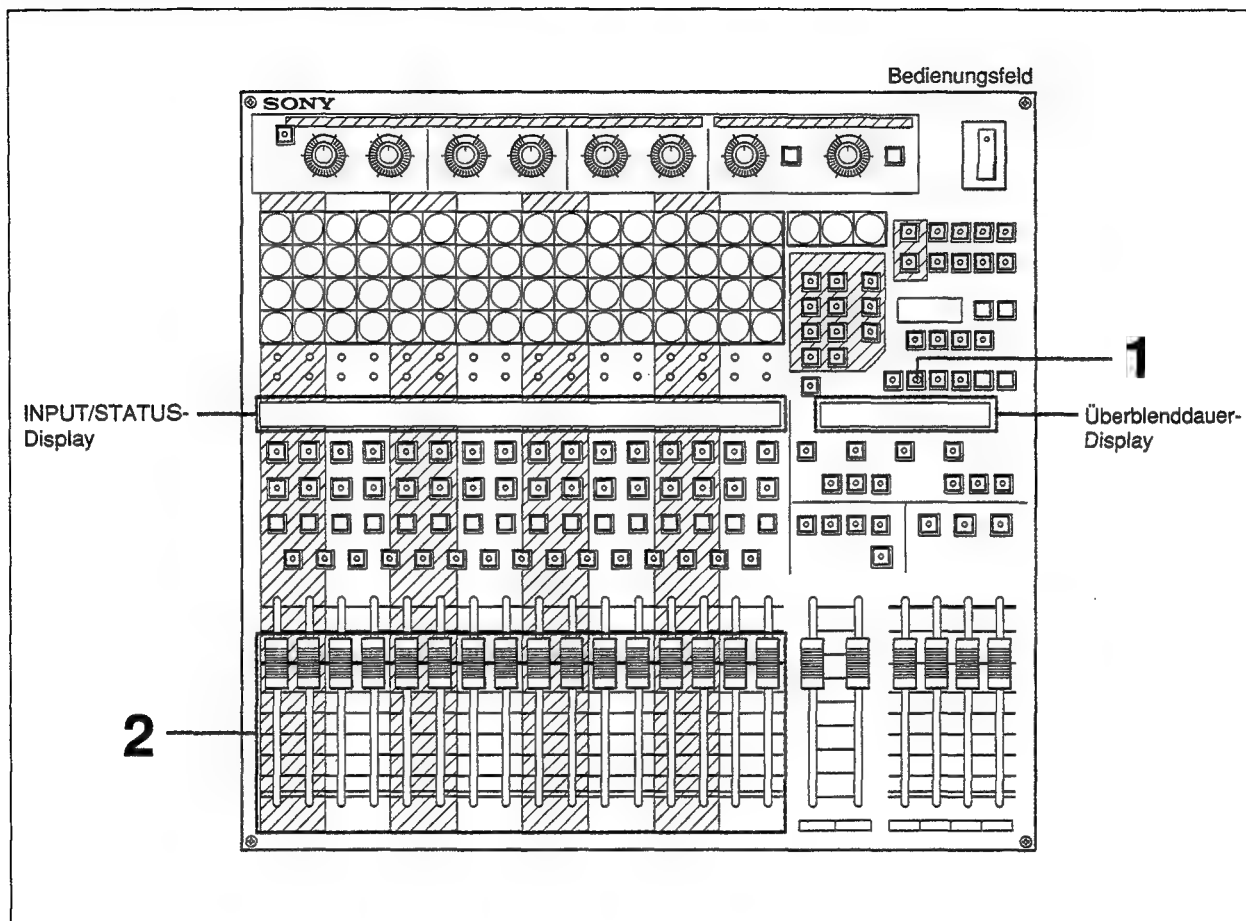 Bedienungsfeld
SONY
1
INPUT/STATUS-
Display
Überblenddauer-
Display
2